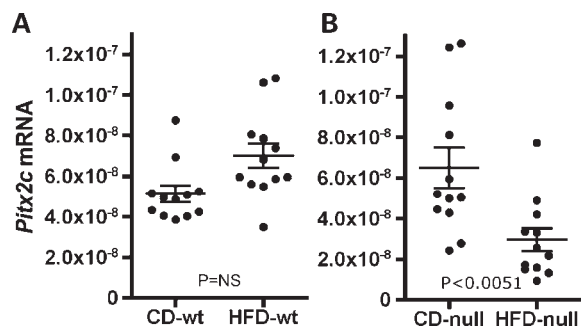 A
Pitx2c mRNA
1.2x10-7
1.0x10-7
8.0x10-8
6.0x10-8
4.0x10-8
2.0x10-8
0
P=NS
CD-wt HFD-wt
B
1.2x10-7
1.0x10-7
8.0x10-8
6.0x10-8
4.0x10-8
2.0x10-8
0
P<0.0051
CD-null HFD-null